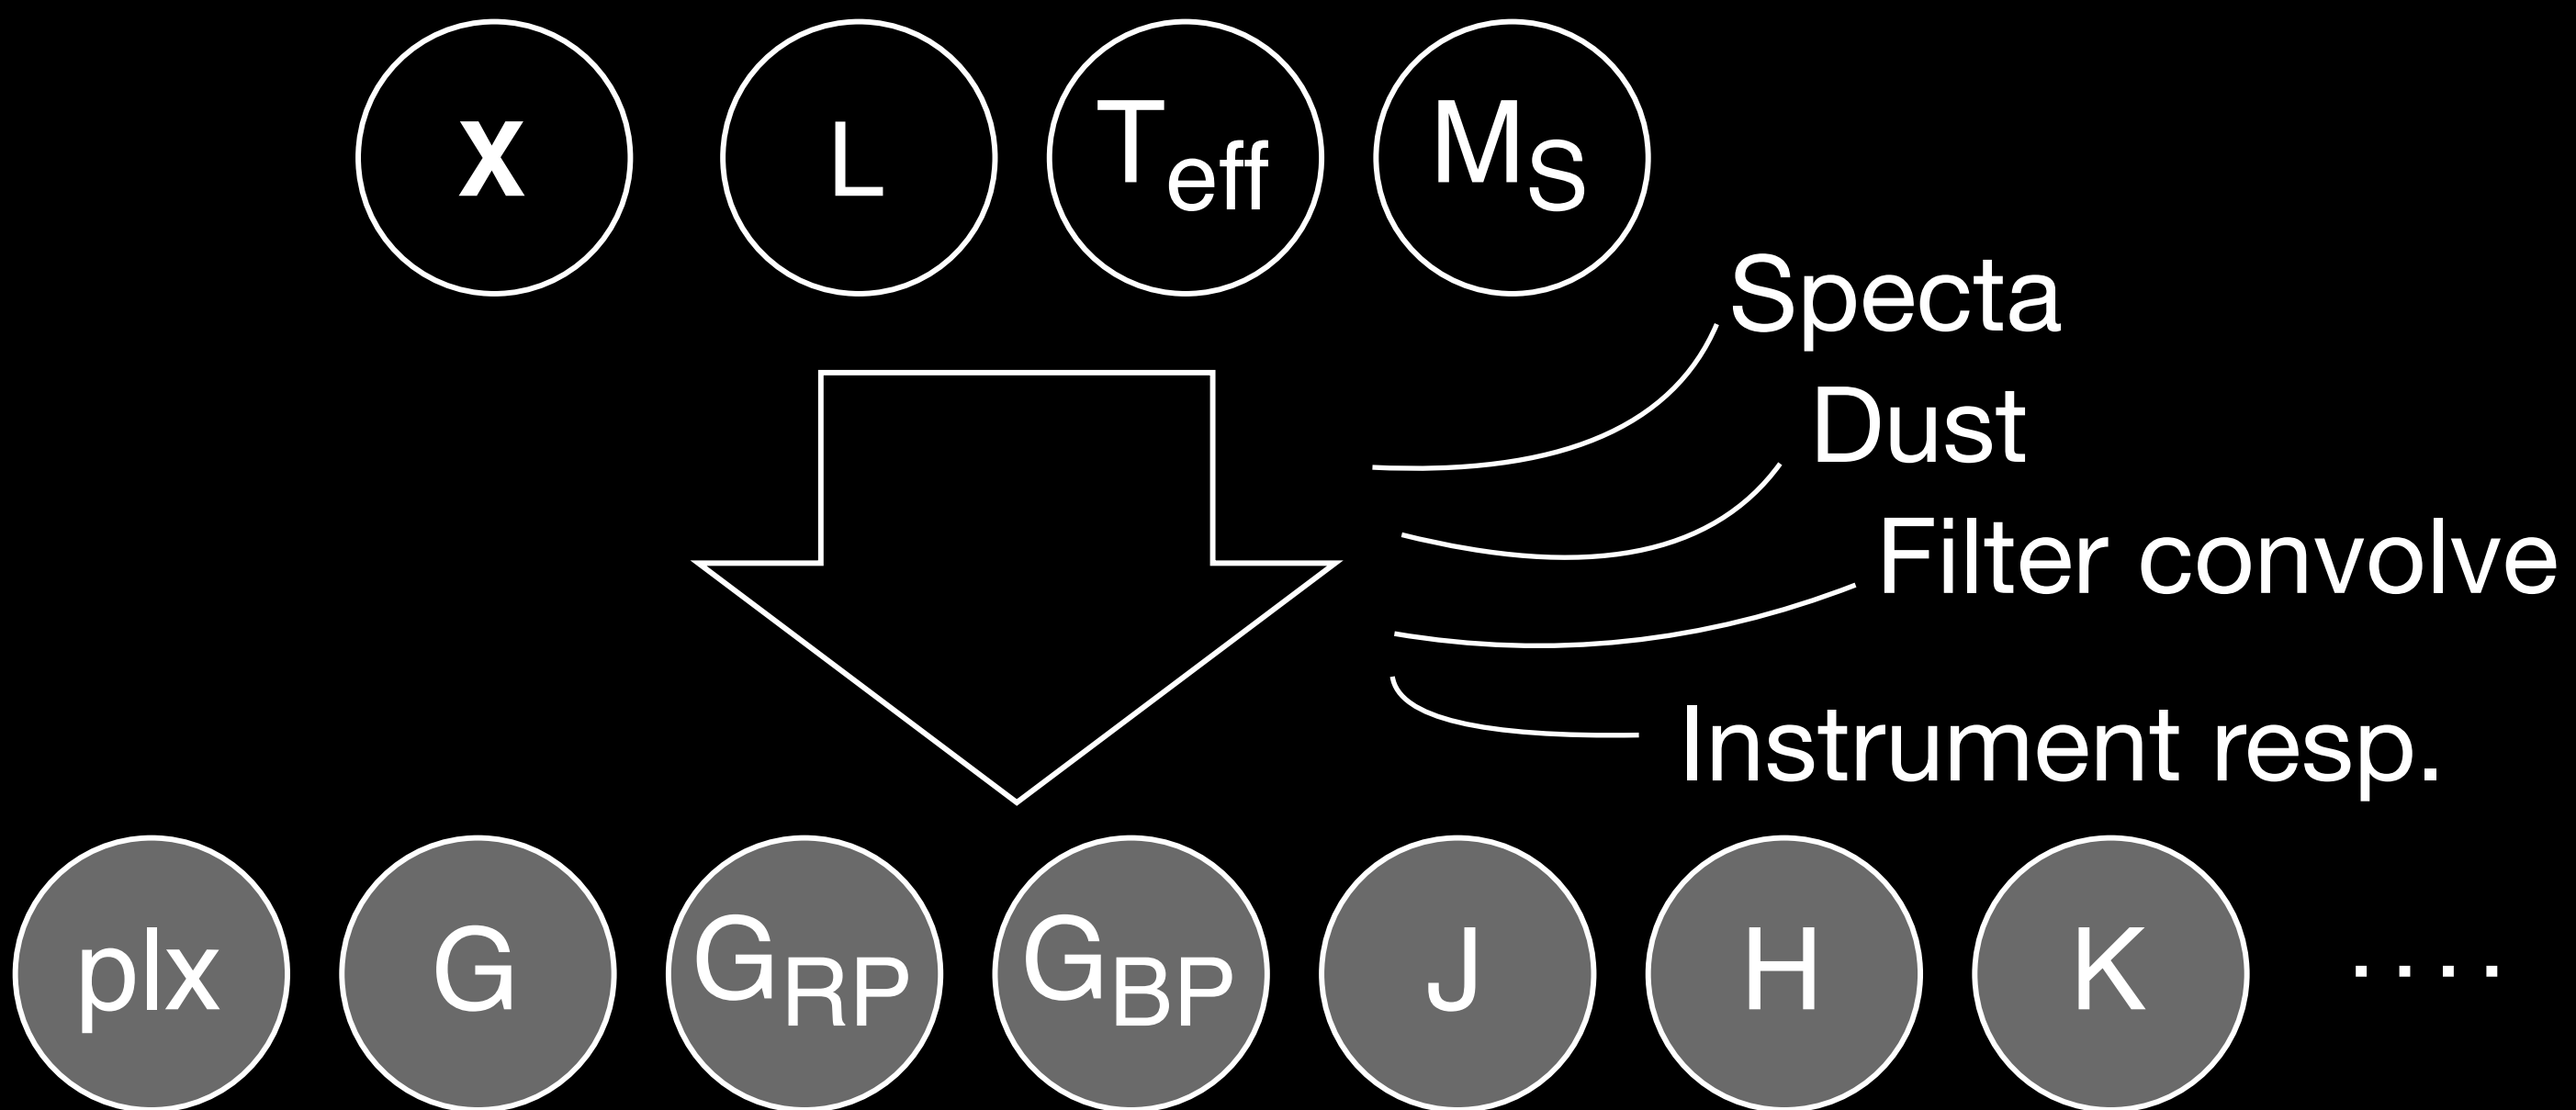 X L Teff MS
Specta
Dust
Filter convolve
Instrument resp.
plx G GRP GBP J H K ....